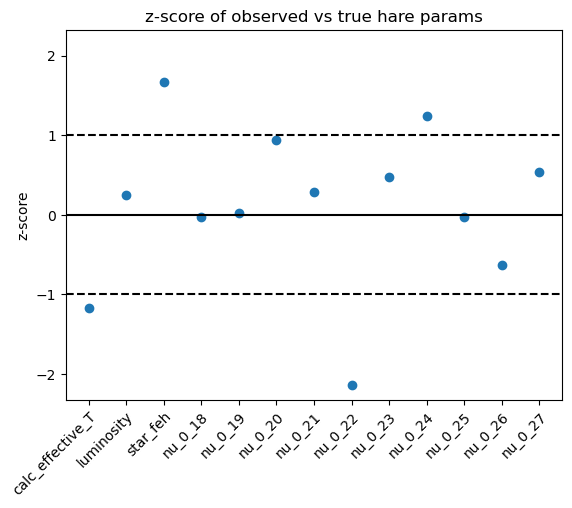 z-score of observed vs true hare params
z-score
2
1
0
−1
−2
calc_effective_T
luminosity
star_feh
nu_0_18
nu_0_19
nu_0_20
nu_0_21
nu_0_22
nu_0_23
nu_0_24
nu_0_25
nu_0_26
nu_0_27